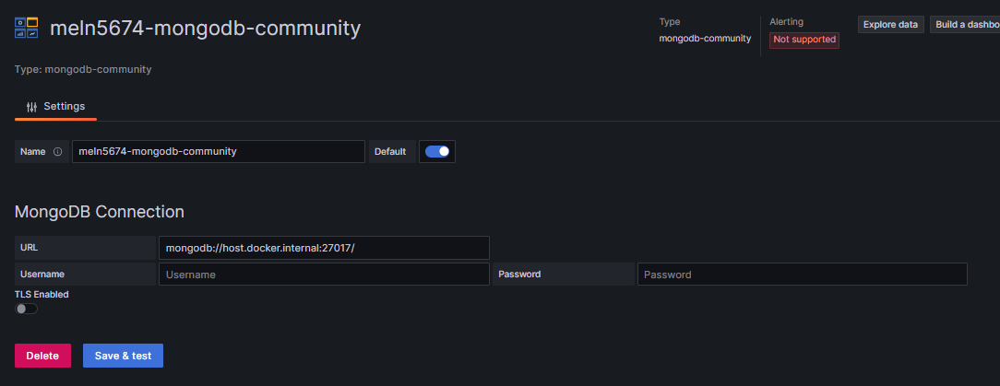 meln5674-mongodb-community
Type
mongodb-community
Alerting
Not supported
Explore data
Build a dashbo
Type: mongodb-community
Settings
Name
meln5674-mongodb-community
Default
MongoDB Connection
URL
mongodb://host.docker.internal:27017/
Username
Username
Password
Password
TLS Enabled
Delete
Save & test